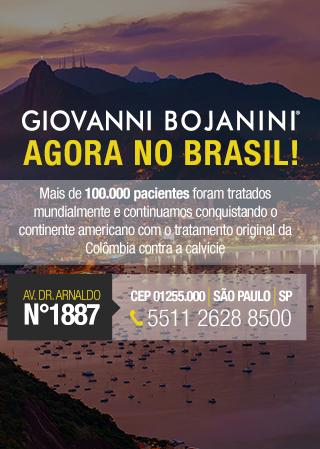 GIOVANNI BOJANINI®
AGORA NO BRASIL!
Mais de 100.000 pacientes foram tratados
mundialmente e continuamos conquistando o
continente americano com o tratamento original da
Colômbia contra a calvície
AV. DR. ARNALDO
N°1887
CEP 01255.000 | SÃO PAULO | SP
5511 2628 8500